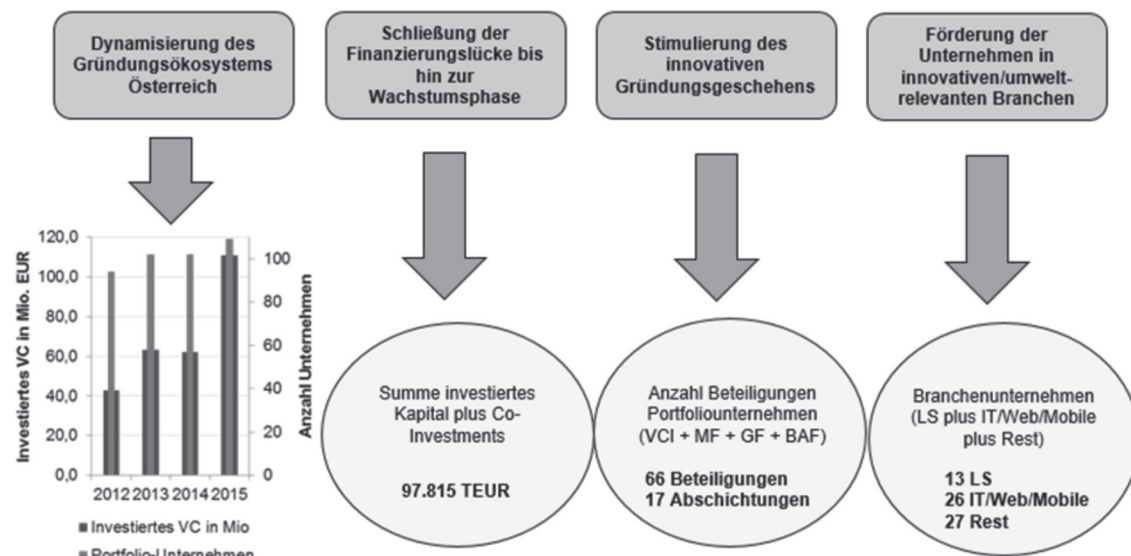 Dynamisierung des
Gründungsökosystems
Österreich
Schließung der
Finanzierungslücke bis
hin zur
Wachstumsphase
Stimulierung des
innovativen
Gründungsgeschehens
Förderung der
Unternehmen in
innovativen/umwelt-
relevanten Branchen
Investiertes VC in Mio. EUR
120,0
100,0
80,0
60,0
40,0
20,0
0,0
2012 2013 2014 2015
100
80
60
40
20
0
Anzahl Unternehmen
Investiertes VC in Mio
Portfolio-Unternehmen
Summe investiertes
Kapital plus Co-
Investments
97.815 TEUR
Anzahl Beteiligungen
Portfoliounternehmen
(VCI + MF + GF + BAF)
66 Beteiligungen
17 Abschichtungen
Branchenunternehmen
(LS plus IT/Web/Mobile
plus Rest)
13 LS
26 IT/Web/Mobile
27 Rest